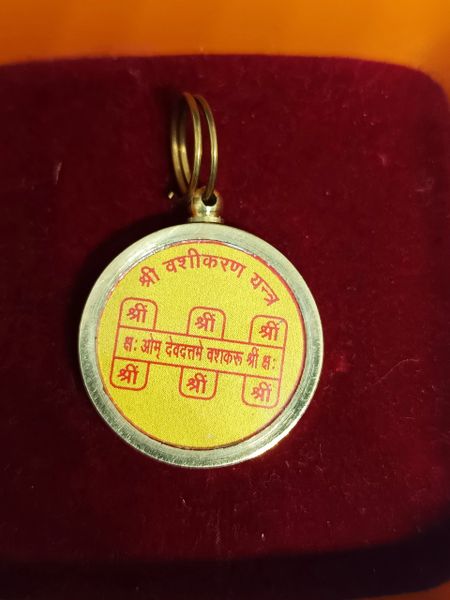 श्री वशीकरण यन्त्र
श्रीं श्रीं श्रीं
क्षः ओम् देवदत्तमे वशकरू श्रीं क्षः
श्रीं श्रीं श्रीं